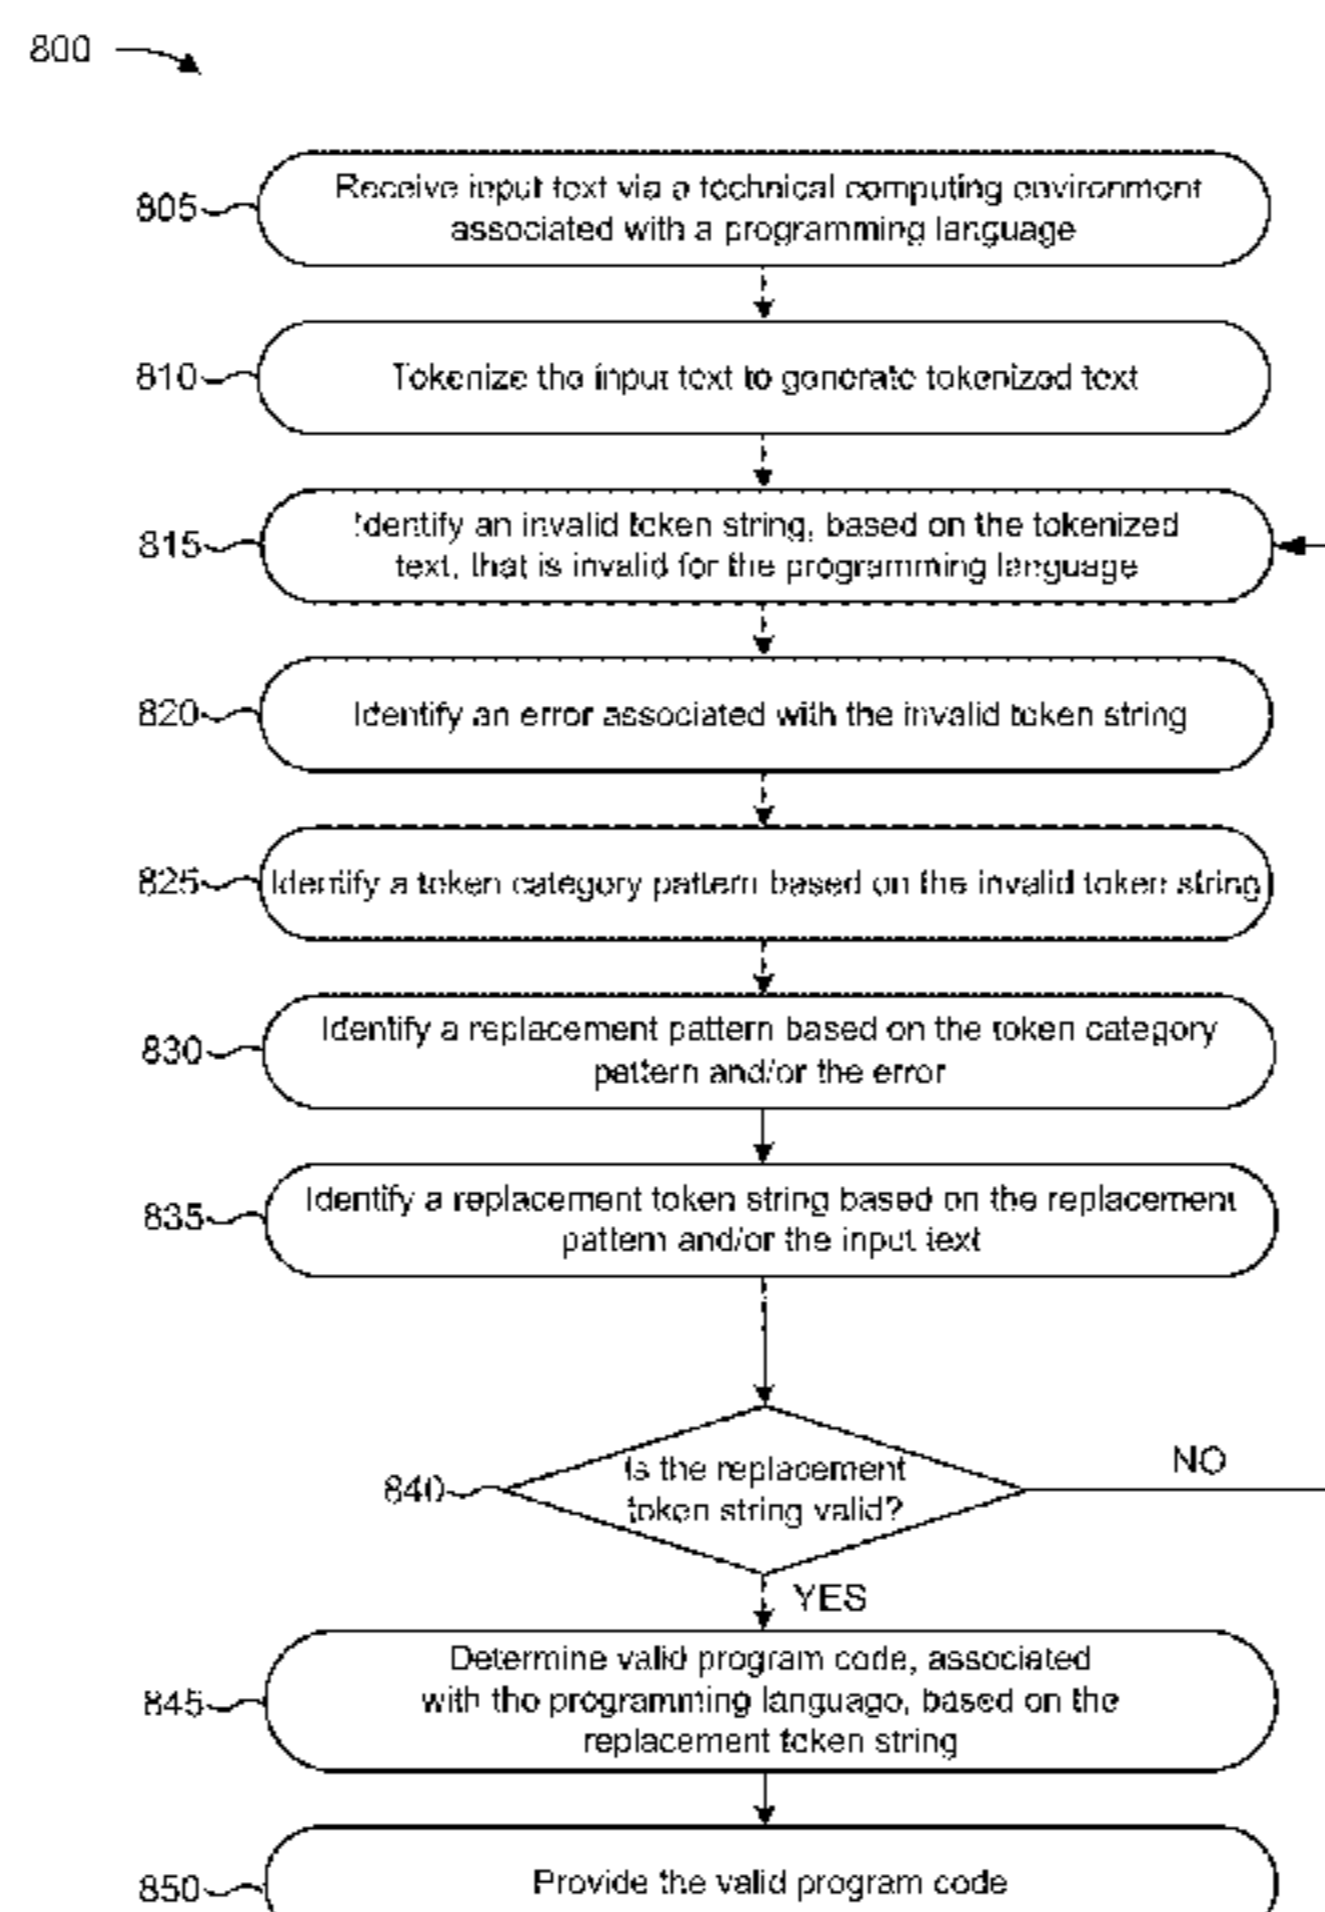 800
805
Receive input text via a technical computing environment
associated with a programming language
810
Tokenize the input text to generate tokenized text
815
Identify an invalid token string, based on the tokenized
text, that is invalid for the programming language
820
Identify an error associated with the invalid token string
825
Identify a token category pattern based on the invalid token string
830
Identify a replacement pattern based on the token category
pattern and/or the error
835
Identify a replacement token string based on the replacement
pattern and/or the input text
840
Is the replacement
token string valid?
NO
YES
845
Determine valid program code, associated
with the programming language, based on the
replacement token string
850
Provide the valid program code